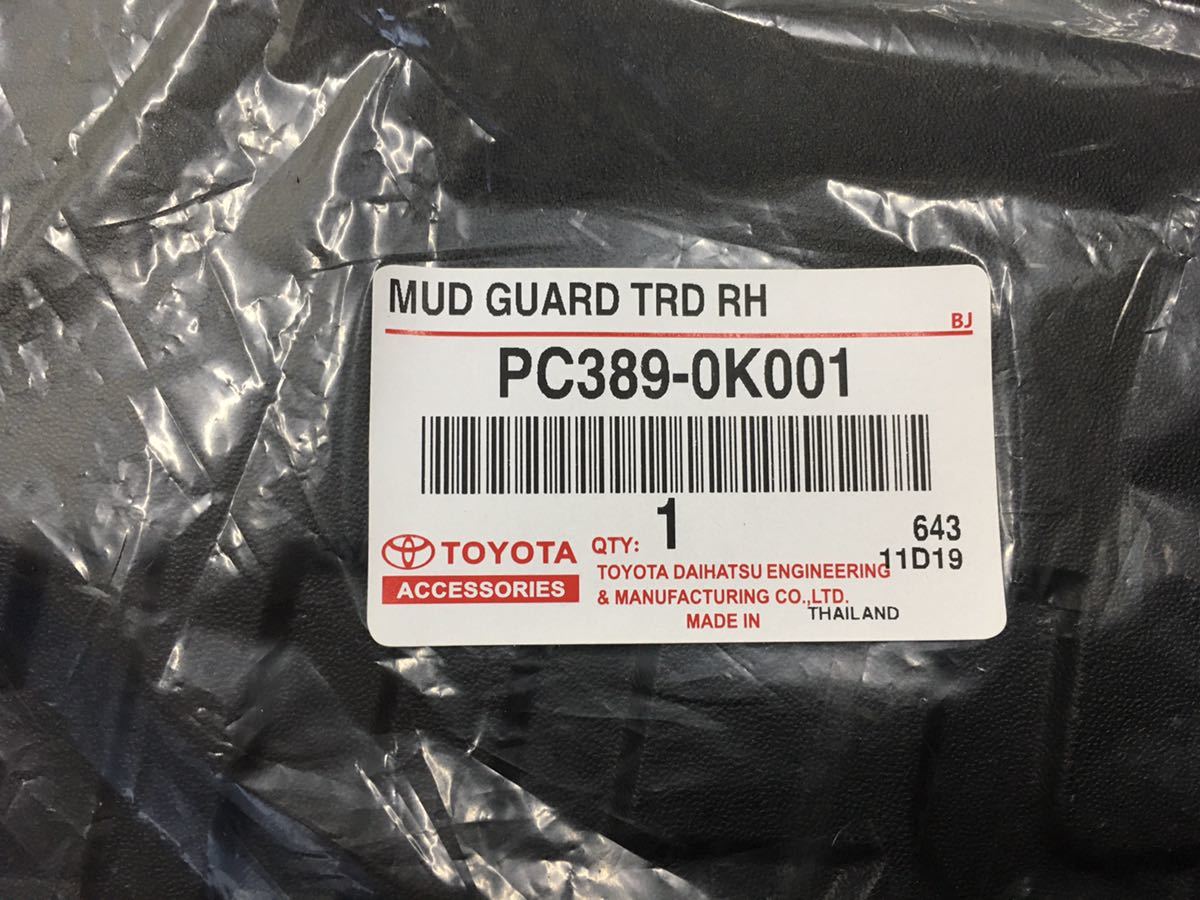 MUD GUARD TRD RH
BJ
PC389-0K001
1
643
TOYOTA
QTY:
11D19
ACCESSORIES
TOYOTA DAIHATSU ENGINEERING
& MANUFACTURING CO.,LTD.
MADE IN THAILAND